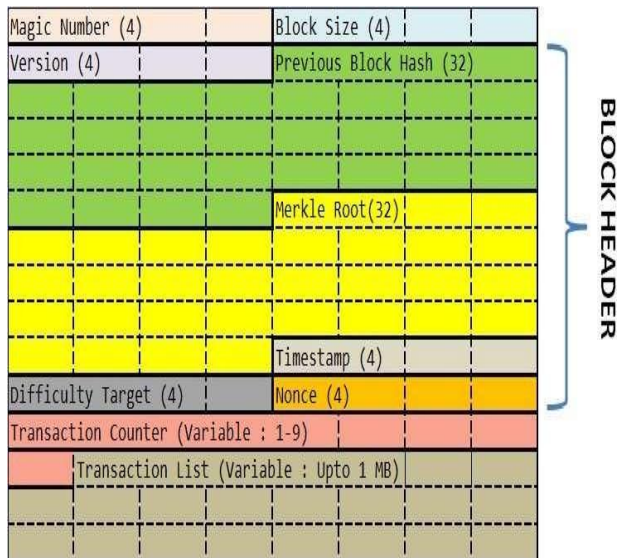 Magic Number (4) Block Size (4)
Version (4) Previous Block Hash (32)
Merkle Root(32)
Timestamp (4)
Difficulty Target (4) Nonce (4)
Transaction Counter (Variable : 1-9)
Transaction List (Variable : Upto 1 MB)
BLOCK HEADER